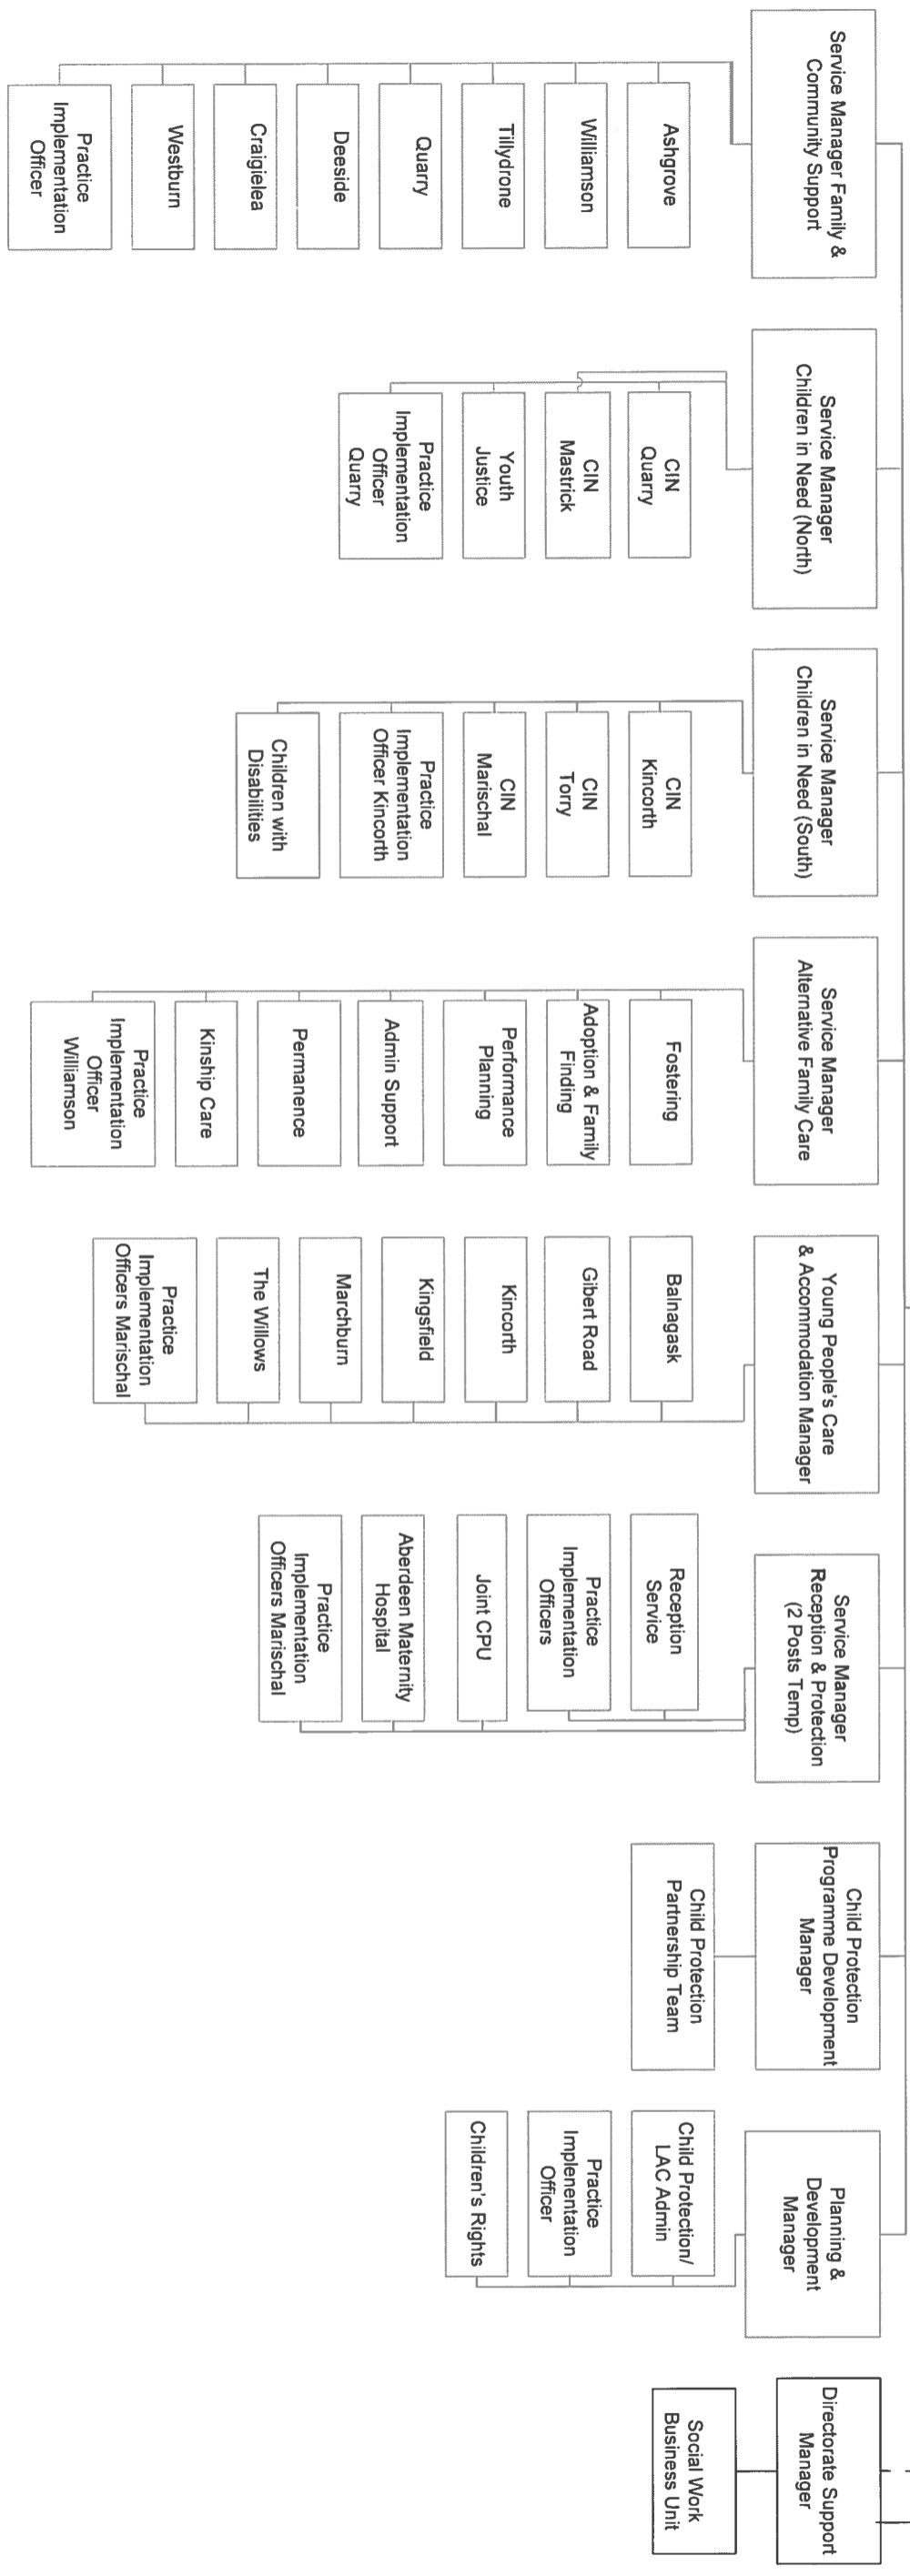 Service Manager Family &
Community Support
Ashgrove
Williamson
Tillydrone
Quarry
Deeside
Craigielea
Westburn
Practice
Implementation
Officer
Service Manager
Children in Need (North)
CIN
Quarry
CIN
Mastrick
Youth
Justice
Practice
Implementation
Officer
Quarry
Service Manager
Children in Need (South)
CIN
Kincorth
CIN
Torry
CIN
Marischal
Practice
Implementation
Officer Kincorth
Children with
Disabilities
Service Manager
Alternative Family Care
Fostering
Adoption & Family
Finding
Performance
Planning
Admin Support
Permanence
Kinship Care
Practice
Implementation
Officer
Williamson
Young People's Care
& Accommodation Manager
Balnagask
Gibert Road
Kincorth
Kingsfield
Marchburn
The Willows
Practice
Implementation
Officers Marischal
Service Manager
Reception & Protection
(2 Posts Temp)
Reception
Service
Practice
Implementation
Officers
Joint CPU
Aberdeen Maternity
Hospital
Practice
Implementation
Officers Marischal
Child Protection
Programme Development
Manager
Child Protection
Partnership Team
Planning &
Development
Manager
Child Protection/
LAC Admin
Practice
Implenentation
Officer
Children's Rights
Directorate Support
Manager
Social Work
Business Unit